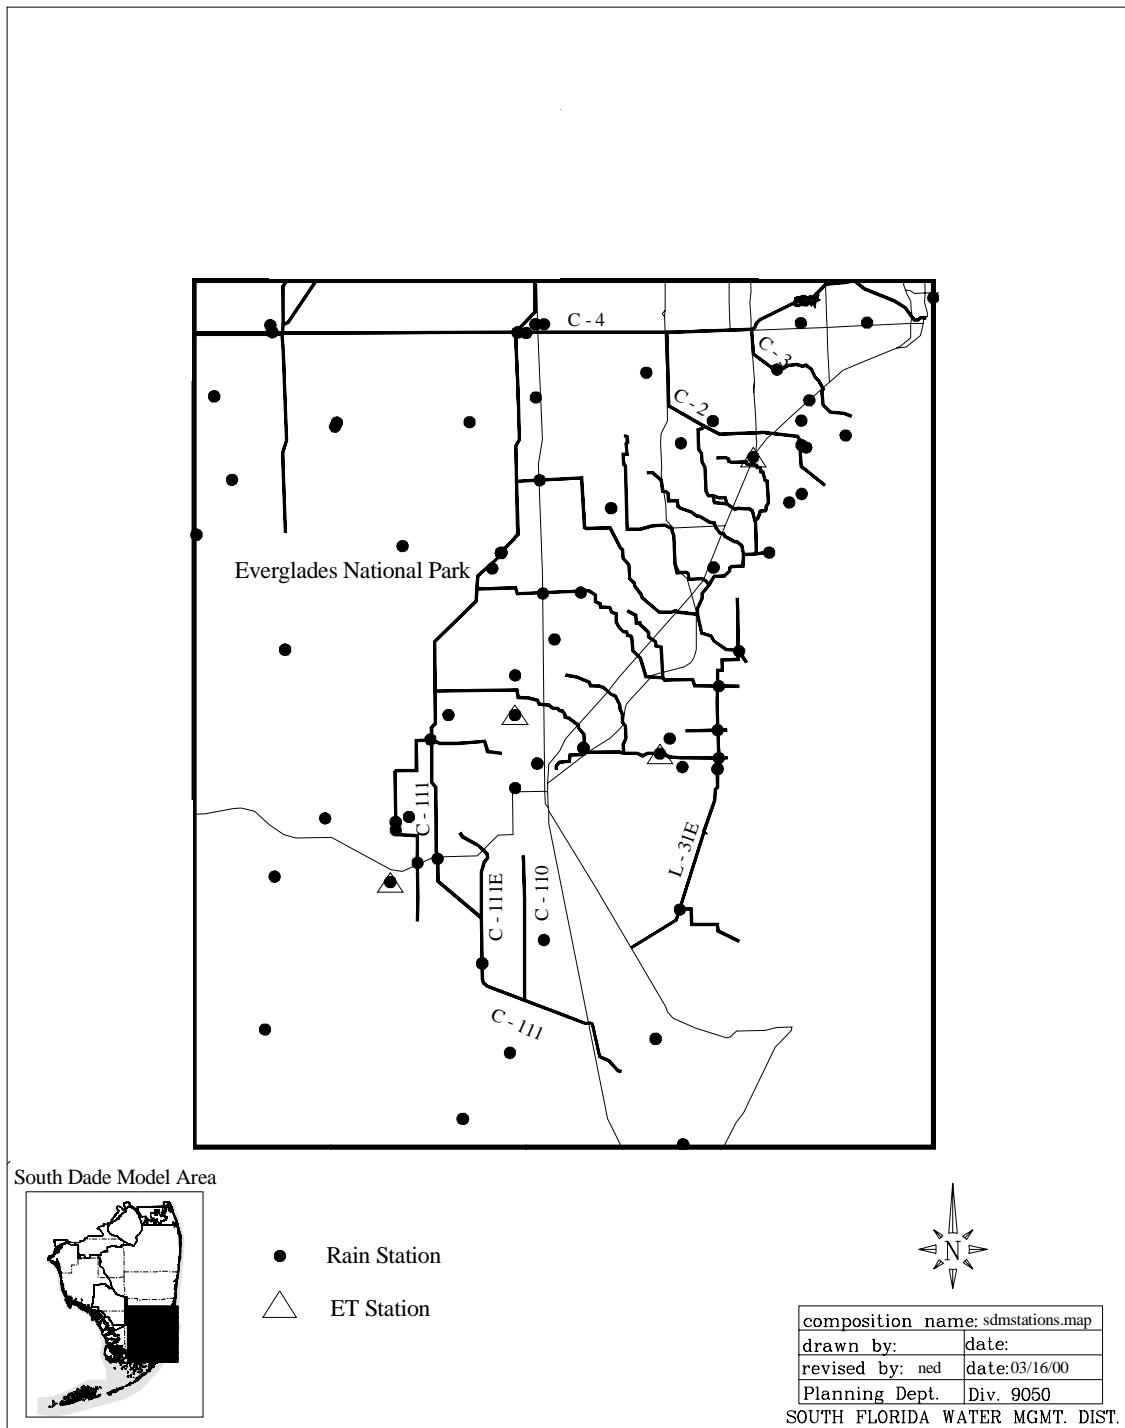 C - 4
C - 3
C - 2
Everglades National Park
C - 111
L - 31E
C - 111E
C - 110
C - 111
South Dade Model Area
Rain Station
ET Station
N
composition name: sdmstations.map
drawn by: date:
revised by: ned date: 03/16/00
Planning Dept. Div. 9050
SOUTH FLORIDA WATER MGMT. DIST.